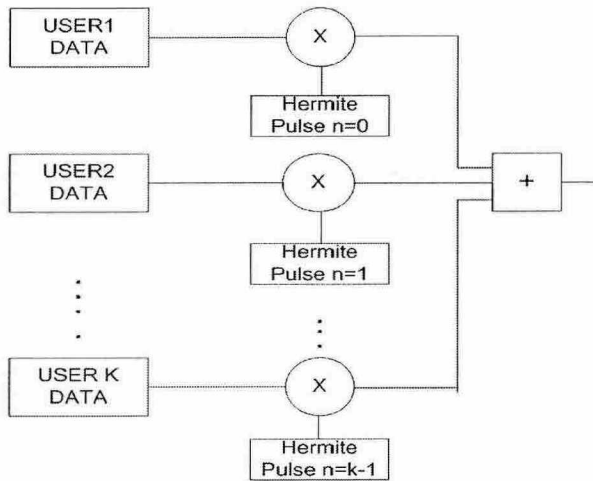 USER1
DATA
X
Hermite
Pulse n=0
USER2
DATA
X
+
Hermite
Pulse n=1
USER K
DATA
X
Hermite
Pulse n=k-1